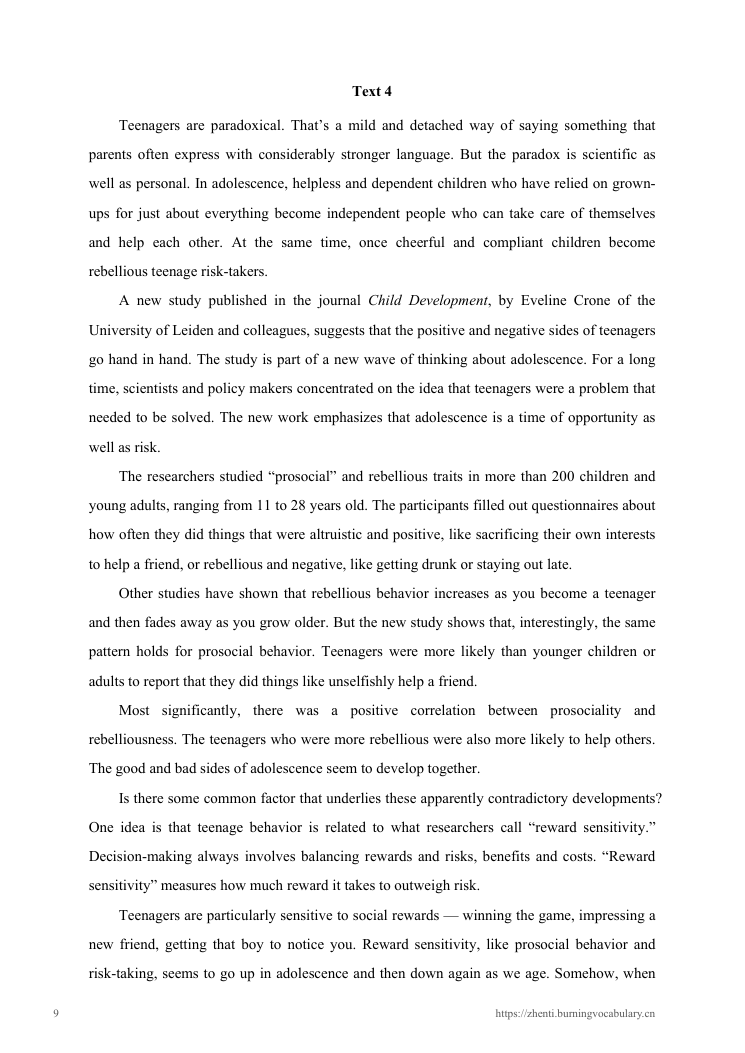 Text 4
Teenagers are paradoxical. That’s a mild and detached way of saying something that
parents often express with considerably stronger language. But the paradox is scientific as
well as personal. In adolescence, helpless and dependent children who have relied on grown-
ups for just about everything become independent people who can take care of themselves
and help each other. At the same time, once cheerful and compliant children become
rebellious teenage risk-takers.
A new study published in the journal Child Development, by Eveline Crone of the
University of Leiden and colleagues, suggests that the positive and negative sides of teenagers
go hand in hand. The study is part of a new wave of thinking about adolescence. For a long
time, scientists and policy makers concentrated on the idea that teenagers were a problem that
needed to be solved. The new work emphasizes that adolescence is a time of opportunity as
well as risk.
The researchers studied “prosocial” and rebellious traits in more than 200 children and
young adults, ranging from 11 to 28 years old. The participants filled out questionnaires about
how often they did things that were altruistic and positive, like sacrificing their own interests
to help a friend, or rebellious and negative, like getting drunk or staying out late.
Other studies have shown that rebellious behavior increases as you become a teenager
and then fades away as you grow older. But the new study shows that, interestingly, the same
pattern holds for prosocial behavior. Teenagers were more likely than younger children or
adults to report that they did things like unselfishly help a friend.
Most significantly, there was a positive correlation between prosociality and
rebelliousness. The teenagers who were more rebellious were also more likely to help others.
The good and bad sides of adolescence seem to develop together.
Is there some common factor that underlies these apparently contradictory developments?
One idea is that teenage behavior is related to what researchers call “reward sensitivity.”
Decision-making always involves balancing rewards and risks, benefits and costs. “Reward
sensitivity” measures how much reward it takes to outweigh risk.
Teenagers are particularly sensitive to social rewards — winning the game, impressing a
new friend, getting that boy to notice you. Reward sensitivity, like prosocial behavior and
risk-taking, seems to go up in adolescence and then down again as we age. Somehow, when
9
https://zhenti.burningvocabulary.cn